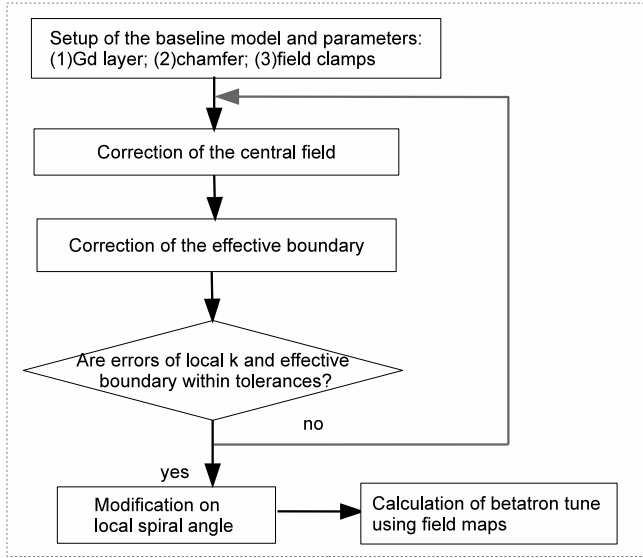 Setup of the baseline model and parameters:
(1)Gd layer; (2)chamfer; (3)field clamps
Correction of the central field
Correction of the effective boundary
Are errors of local k and effective
boundary within tolerances?
no
yes
Modification on
local spiral angle
Calculation of betatron tune
using field maps